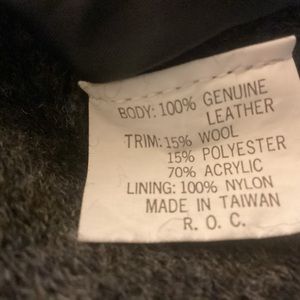 BODY: 100% GENUINE
LEATHER
TRIM: 15% WOOL
15% POLYESTER
70% ACRYLIC
LINING: 100% NYLON
MADE IN TAIWAN
R. O. C.